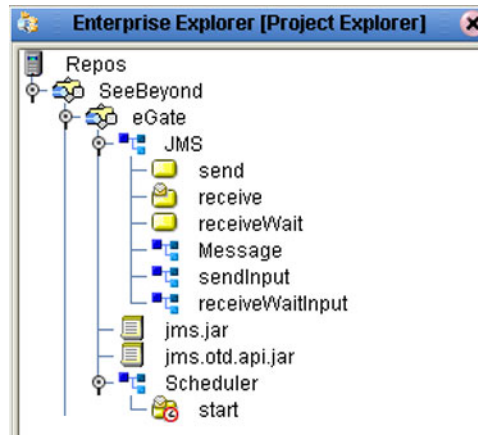 Enterprise Explorer [Project Explorer]
Repos
SeeBeyond
eGate
JMS
send
receive
receiveWait
Message
sendInput
receiveWaitInput
jms.jar
jms.otd.api.jar
Scheduler
start